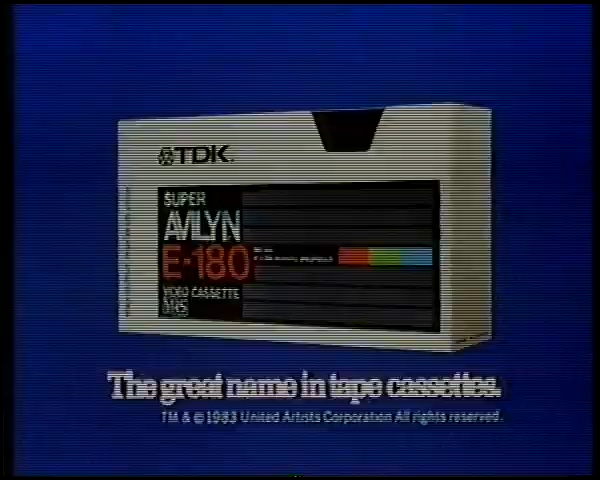 TDK.
SUPER
AVILYN
E-180
VIDEO CASSETTE
VHS
The great name in tape cassettes.
TM & © 1983 United Artists Corporation All rights reserved.